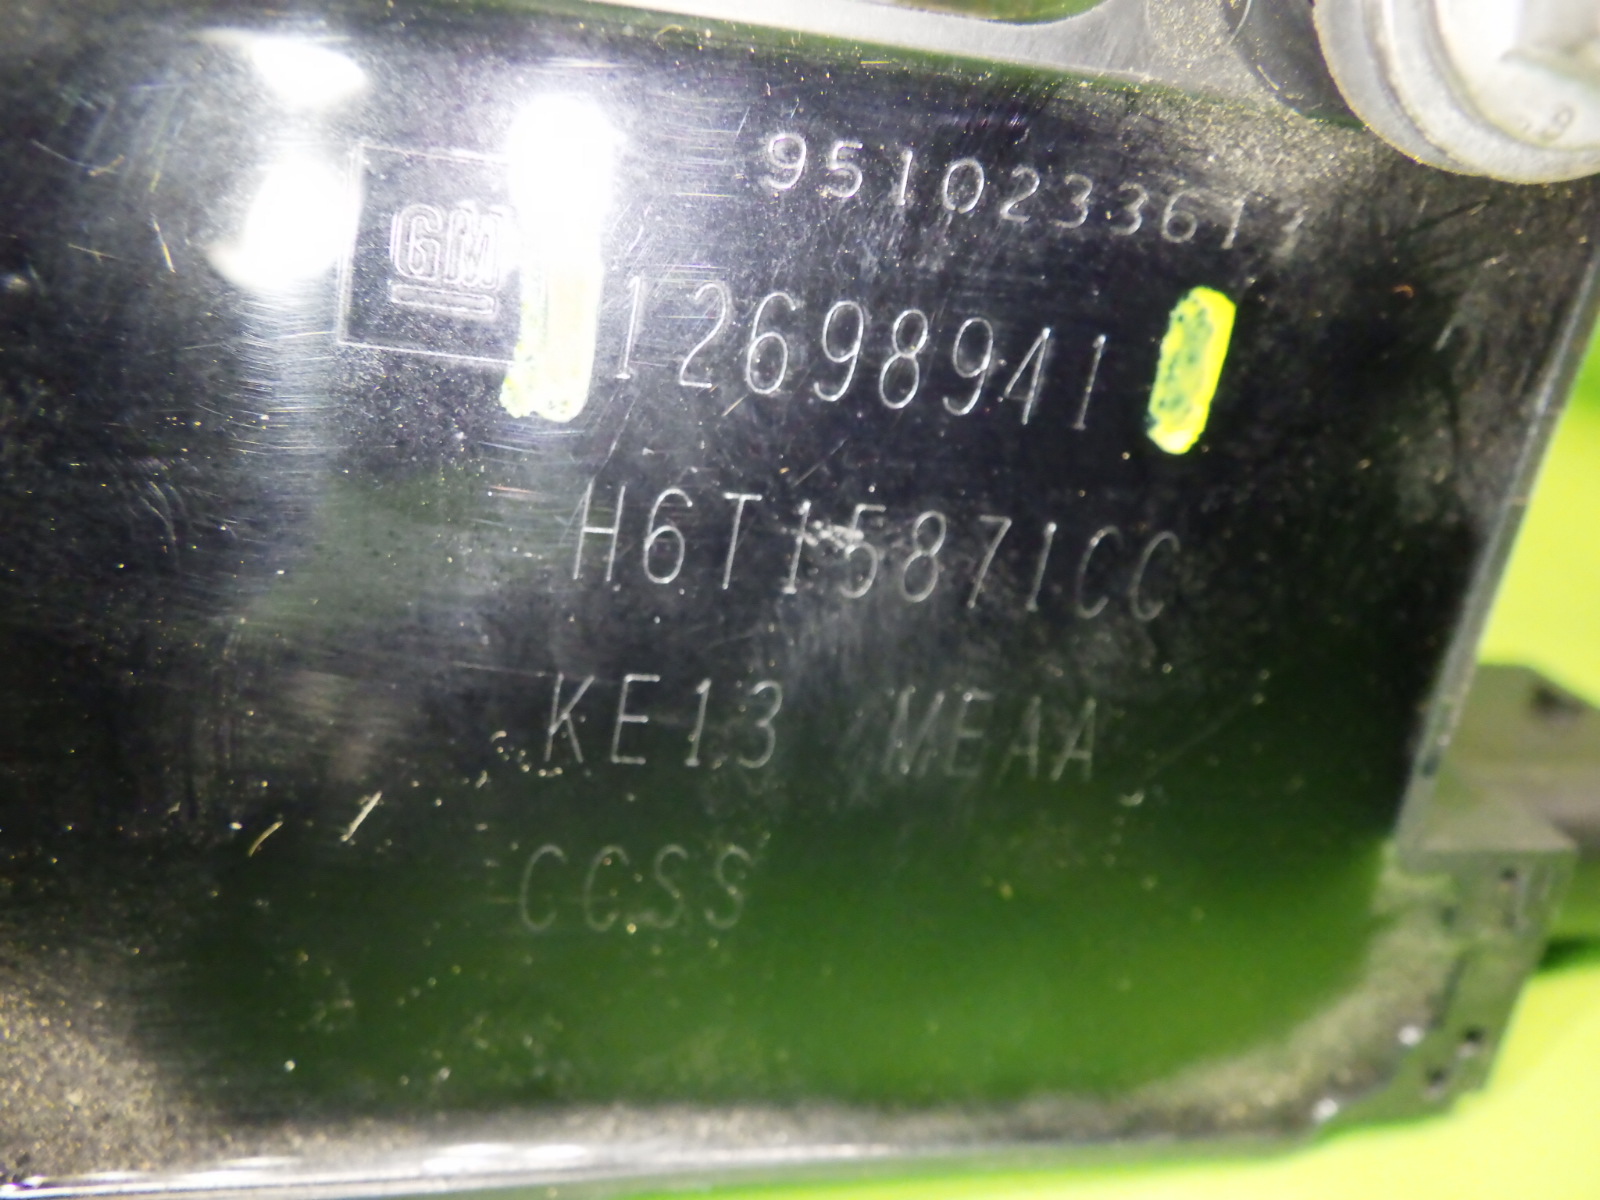 951023361
GM
12698941
H6T15871CC
KE13 MEAA
CCSS